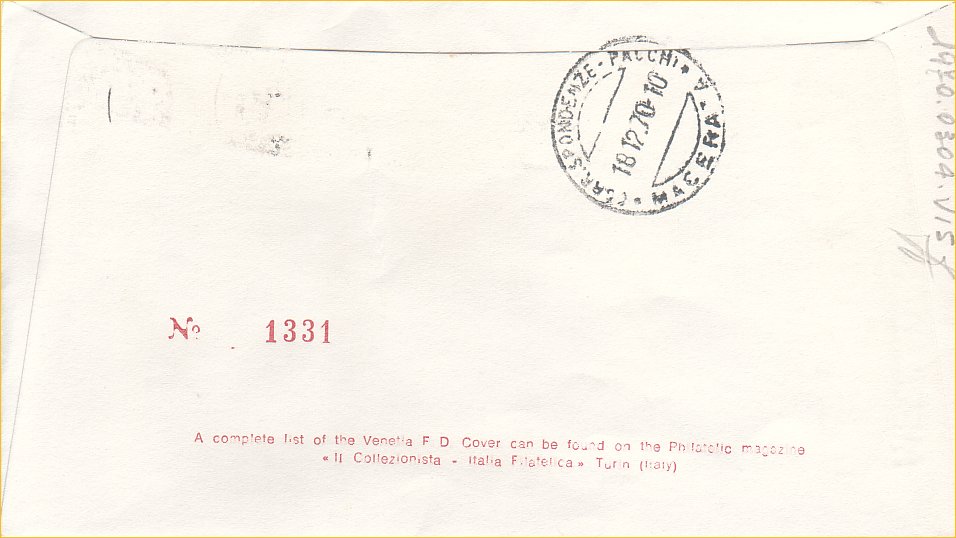 CORRISPONDENZE - PACCHI * MACERATA *
18.12.70-10
№ 1331
A complete list of the Venetia F D Cover can be found on the Philatelic magazine
« Il Collezionista - Italia Filatelica » Turin (Italy)